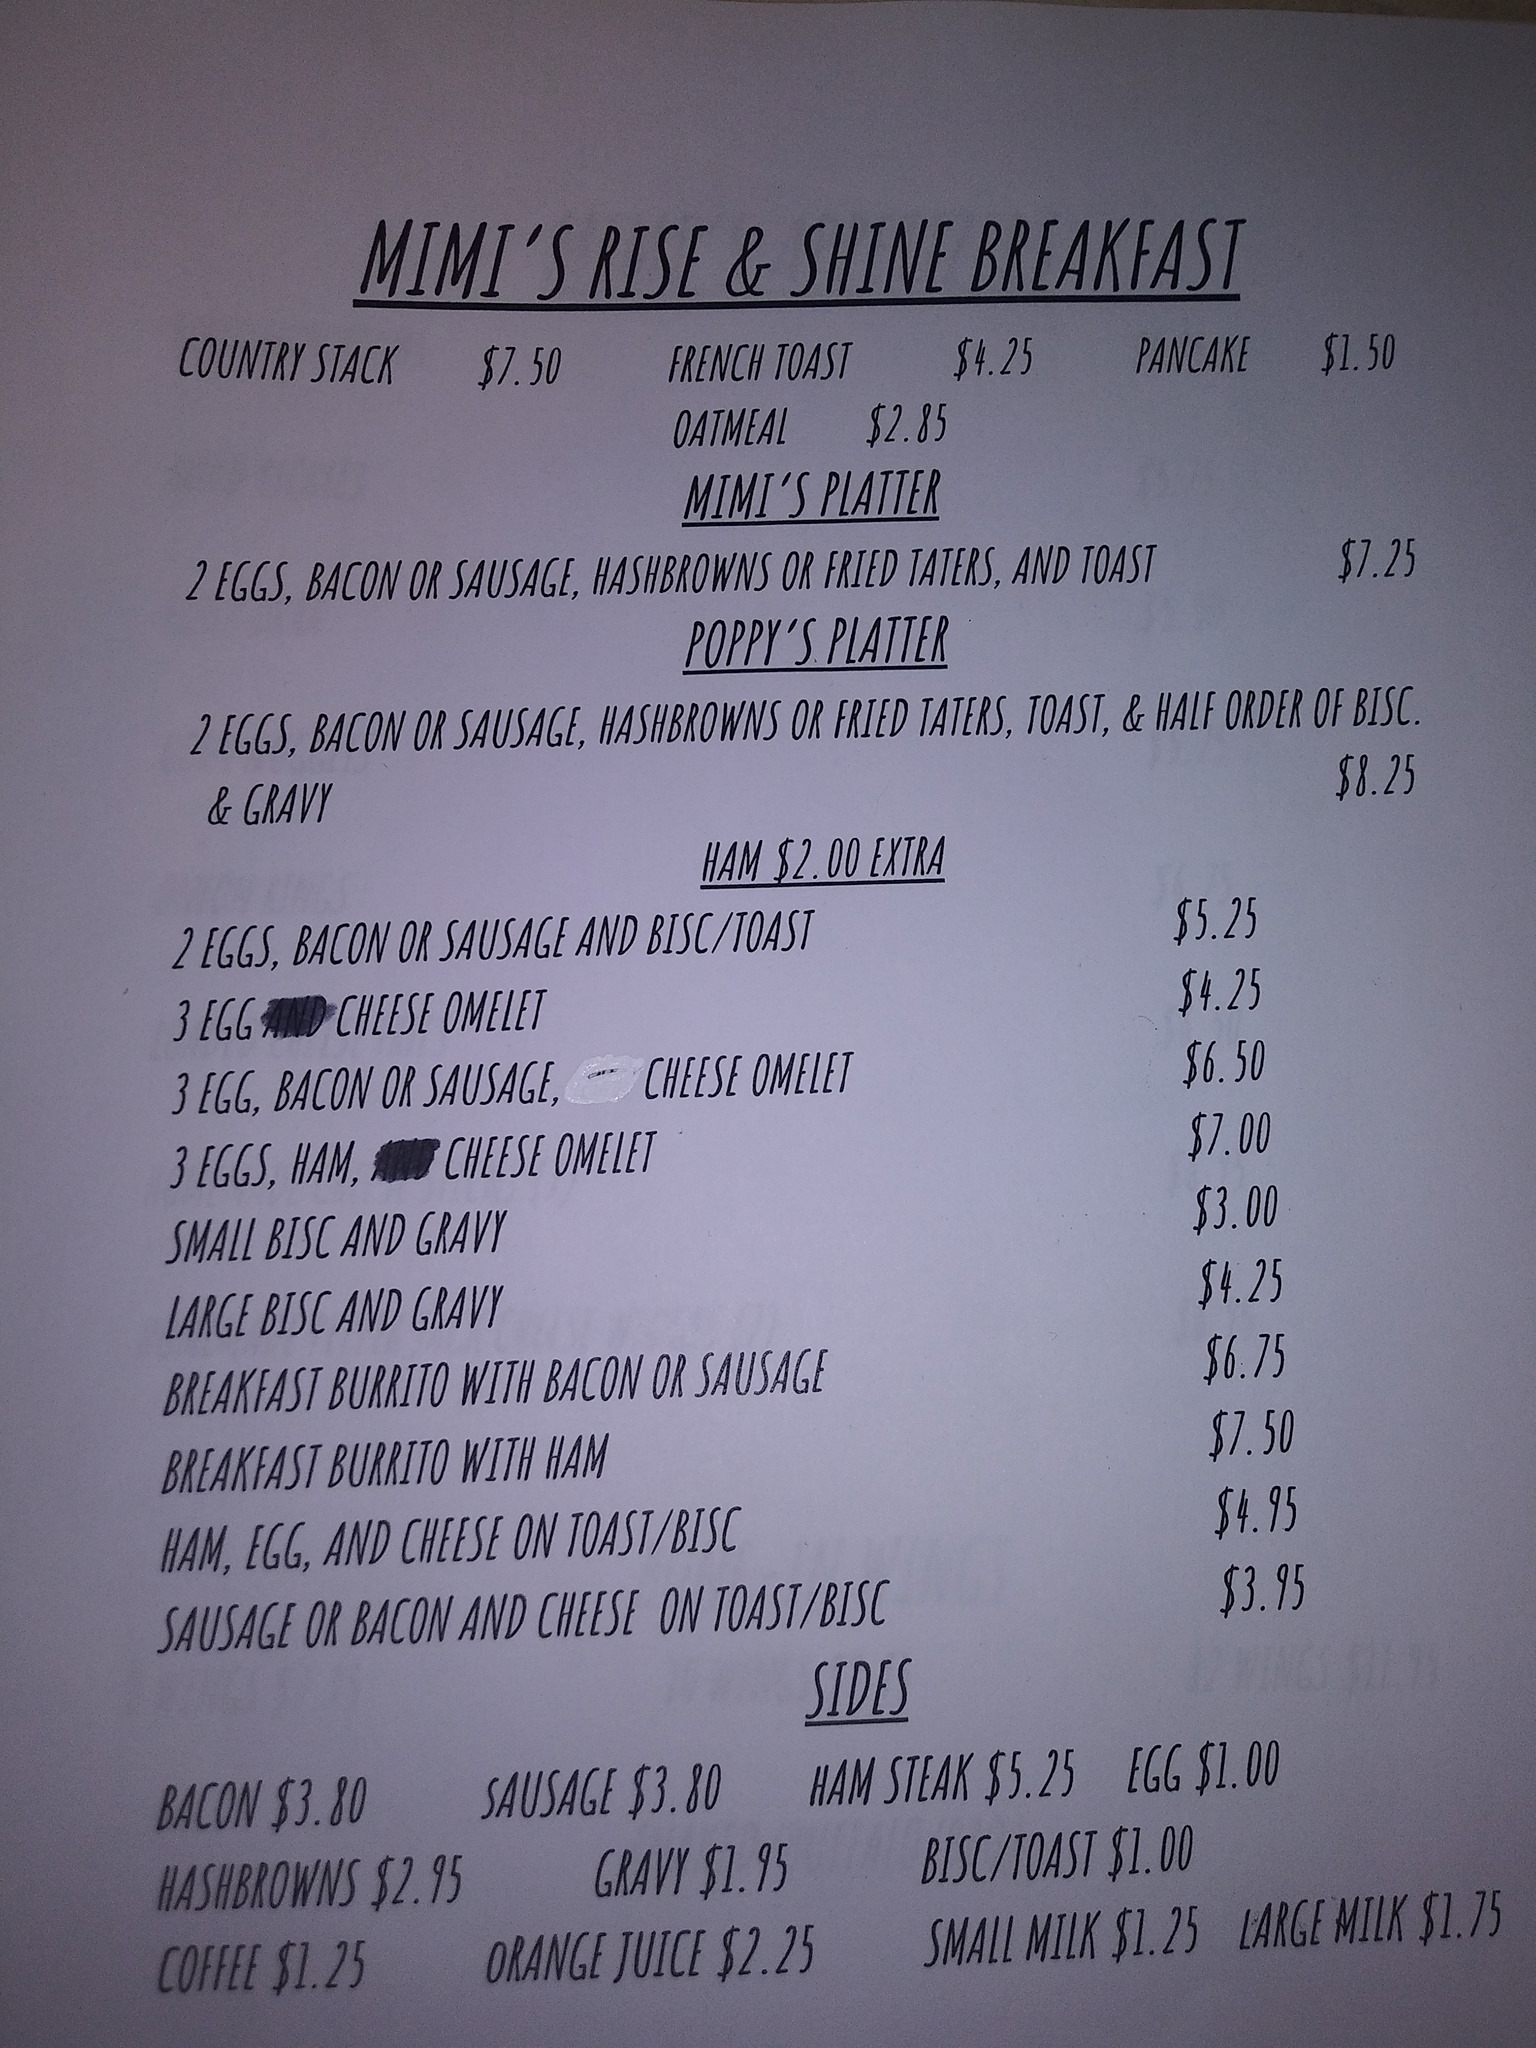 MIMI'S RISE & SHINE BREAKFAST
COUNTRY STACK $7.50 FRENCH TOAST $4.25 PANCAKE $1.50
OATMEAL $2.85
MIMI'S PLATTER
2 EGGS, BACON OR SAUSAGE, HASHBROWNS OR FRIED TATERS, AND TOAST $7.25
POPPY'S PLATTER
2 EGGS, BACON OR SAUSAGE, HASHBROWNS OR FRIED TATERS, TOAST, & HALF ORDER OF BISC.
& GRAVY $8.25
HAM $2.00 EXTRA
2 EGGS, BACON OR SAUSAGE AND BISC/TOAST $5.25
3 EGG CHEESE OMELET $4.25
3 EGG, BACON OR SAUSAGE, CHEESE OMELET $6.50
3 EGGS, HAM, CHEESE OMELET $7.00
SMALL BISC AND GRAVY $3.00
LARGE BISC AND GRAVY $4.25
BREAKFAST BURRITO WITH BACON OR SAUSAGE $6.75
BREAKFAST BURRITO WITH HAM $7.50
HAM, EGG, AND CHEESE ON TOAST/BISC $4.95
SAUSAGE OR BACON AND CHEESE ON TOAST/BISC $3.95
SIDES
BACON $3.80 SAUSAGE $3.80 HAM STEAK $5.25 EGG $1.00
HASHBROWNS $2.95 GRAVY $1.95 BISC/TOAST $1.00
COFFEE $1.25 ORANGE JUICE $2.25 SMALL MILK $1.25 LARGE MILK $1.75